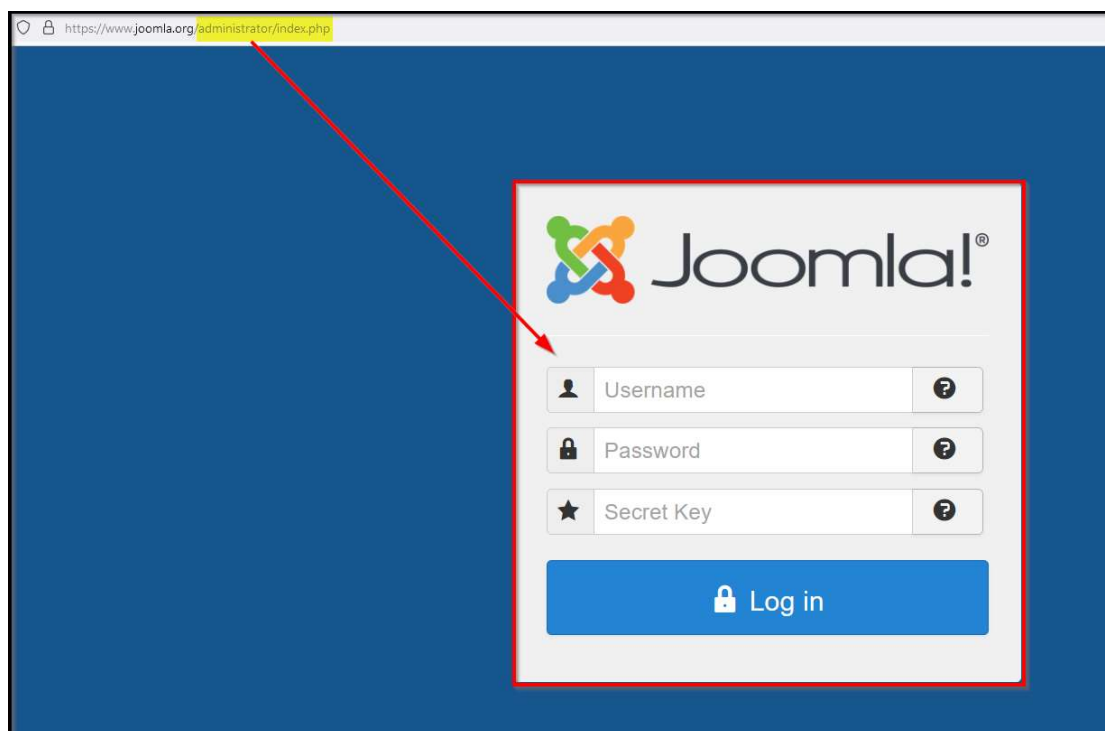 https://www.joomla.org/administrator/index.php
Joomla!®
Username
Password
Secret Key
Log in